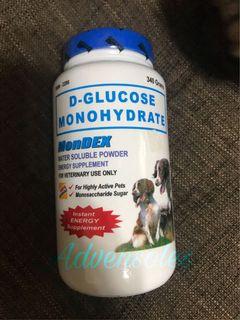 340 Grams
D-GLUCOSE
MONOHYDRATE
MonDEX
WATER SOLUBLE POWDER
ENERGY SUPPLEMENT
FOR VETERINARY USE ONLY
For Highly Active Pets
Monosaccharide Sugar
Instant
ENERGY
Supplement